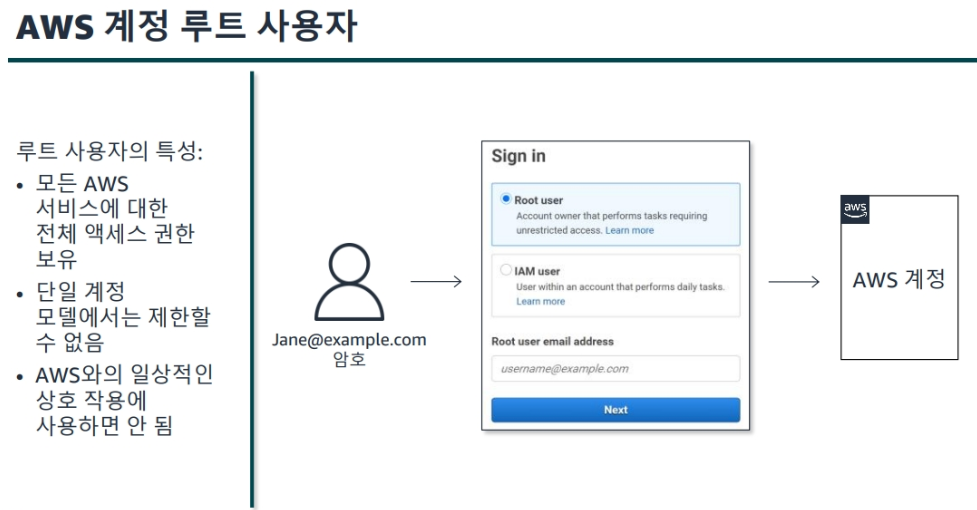 AWS 계정 루트 사용자
루트 사용자의 특성:
• 모든 AWS
서비스에 대한
전체 액세스 권한
보유
• 단일 계정
모델에서는 제한할
수 없음
• AWS와의 일상적인
상호 작용에
사용하면 안 됨
Jane@example.com
암호
Sign in
Root user
Account owner that performs tasks requiring
unrestricted access. Learn more
IAM user
User within an account that performs daily tasks.
Learn more
Root user email address
username@example.com
Next
aws
AWS 계정